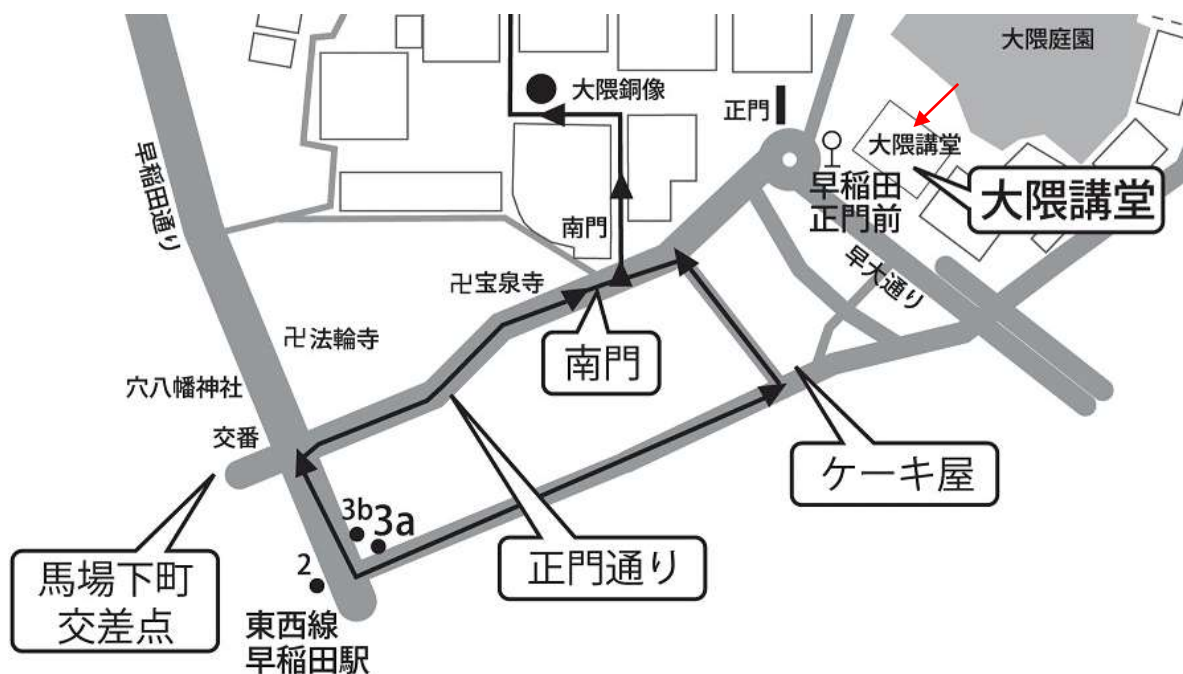 大隈庭園
大隈銅像
正門
大隈講堂
早稲田
正門前
大隈講堂
早稲田通り
南門
早大通り
卍宝泉寺
卍法輪寺
南門
穴八幡神社
交番
ケーキ屋
3b
3a
正門通り
馬場下町
交差点
2
東西線
早稲田駅